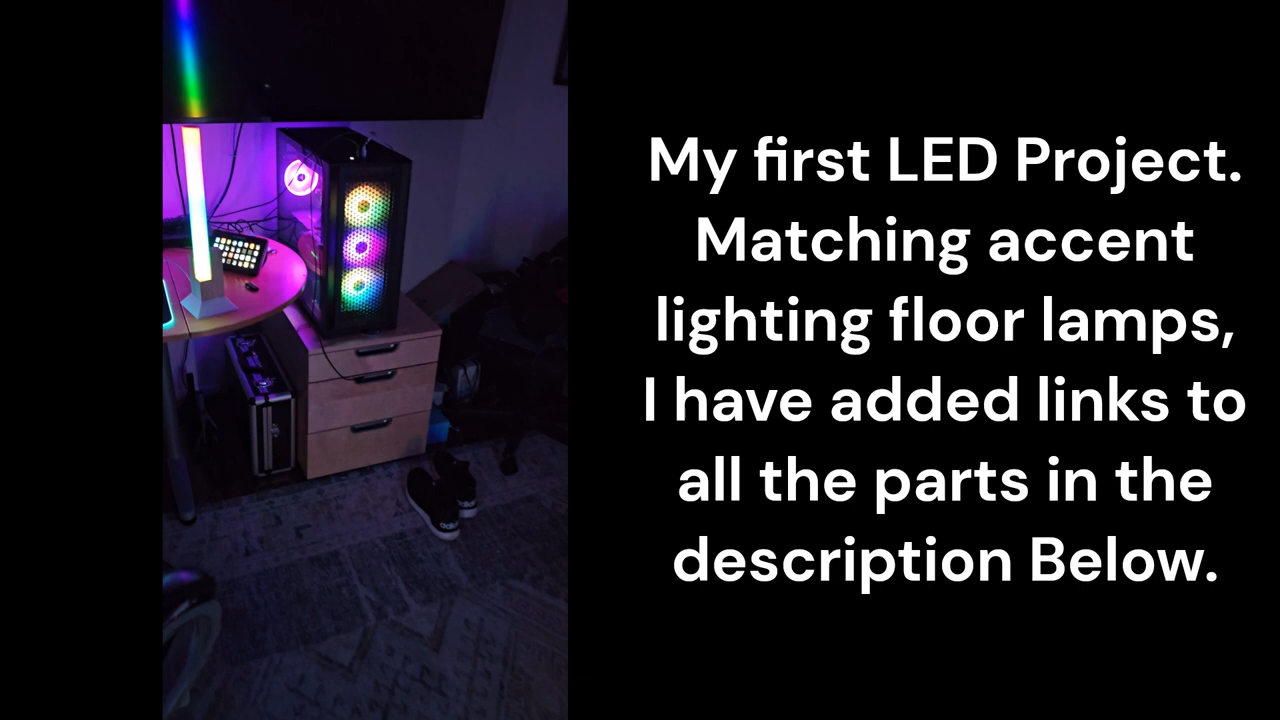 My first LED Project.
Matching accent
lighting floor lamps,
I have added links to
all the parts in the
description Below.